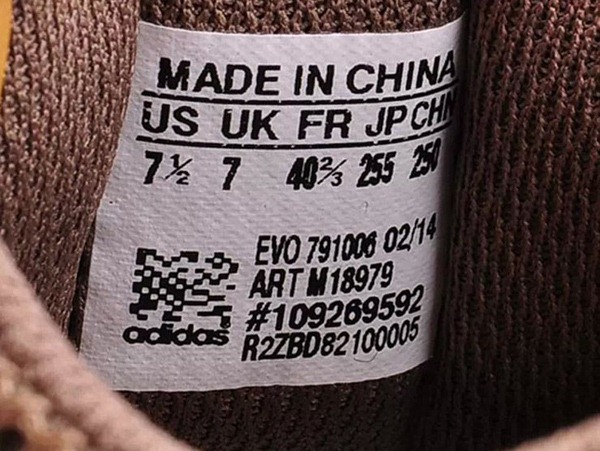 MADE IN CHINA
US UK FR JP CHN
7½ 7 40⅔ 255 250
EVO 791006 02/14
ART M18979
#109269592
adidas
R2ZBD82100005